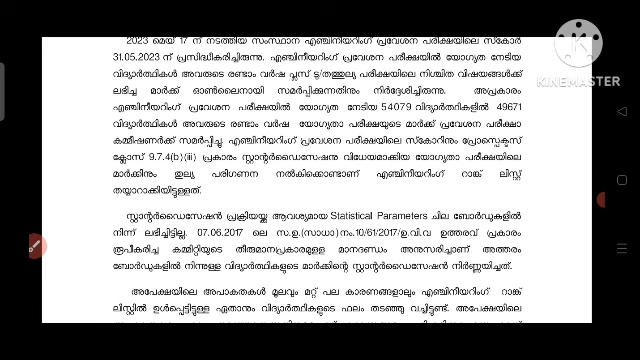 2023 മെയ് 17 ന് നടത്തിയ സംസ്ഥാന എഞ്ചിനീയറിംഗ് പ്രവേശന പരീക്ഷയിലെ സ്കോർ
31.05.2023 ന് പ്രസിദ്ധീകരിച്ചിരുന്നു. എഞ്ചിനീയറിംഗ് പ്രവേശന പരീക്ഷയിൽ യോഗ്യത നേടിയ
വിദ്യാർത്ഥികൾ അവരുടെ രണ്ടാം വർഷ പ്ലസ് ടു/തത്തുല്യ പരീക്ഷയിലെ നിശ്ചിത വിഷയങ്ങൾക്ക്
ലഭിച്ച മാർക്ക് ഓൺലൈനായി സമർപ്പിക്കുന്നതിനും നിർദ്ദേശിച്ചിരുന്നു. അപ്രകാരം
എഞ്ചിനീയറിംഗ് പ്രവേശന പരീക്ഷയിൽ യോഗ്യത നേടിയ 54079 വിദ്യാർത്ഥികളിൽ 49671
വിദ്യാർത്ഥികൾ അവരുടെ രണ്ടാം വർഷ യോഗ്യതാ പരീക്ഷയുടെ മാർക്ക് പ്രവേശന പരീക്ഷാ
കമ്മീഷണർക്ക് സമർപ്പിച്ചു. എഞ്ചിനീയറിംഗ് പ്രവേശന പരീക്ഷയിലെ സ്കോറിനും പ്രോസ്പെക്ടസ്
ക്ലോസ് 9.7.4(b)(iii) പ്രകാരം സ്റ്റാന്റർഡൈസേഷനു വിധേയമാക്കിയ യോഗ്യതാ പരീക്ഷയിലെ
മാർക്കിനും തുല്യ പരിഗണന നൽകിക്കൊണ്ടാണ് എഞ്ചിനീയറിംഗ് റാങ്ക് ലിസ്റ്റ്
തയ്യാറാക്കിയിട്ടുള്ളത്.
സ്റ്റാന്റർഡൈസേഷൻ പ്രക്രിയയ്ക്ക് ആവശ്യമായ Statistical Parameters ചില ബോർഡുകളിൽ
നിന്ന് ലഭിച്ചിട്ടില്ല. 07.06.2017 ലെ സ.ഉ.(സാധാ)നം.10/61/2017/ഉ.വി.വ ഉത്തരവ് പ്രകാരം
രൂപീകരിച്ച കമ്മിറ്റിയുടെ തീരുമാനപ്രകാരമുള്ള മാനദണ്ഡം അനുസരിച്ചാണ് അത്തരം
ബോർഡുകളിൽ നിന്നുള്ള വിദ്യാർത്ഥികളുടെ മാർക്കിന്റെ സ്റ്റാന്റർഡൈസേഷൻ നിർണ്ണയിച്ചത്.
അപേക്ഷയിലെ അപാകതകൾ മൂലവും മറ്റ് പല കാരണങ്ങളാലും എഞ്ചിനീയറിംഗ് റാങ്ക്
ലിസ്റ്റിൽ ഉൾപ്പെട്ടിട്ടുള്ള ഏതാനും വിദ്യാർത്ഥികളുടെ ഫലം തടഞ്ഞു വച്ചിട്ടുണ്ട്. അപേക്ഷയിലെ
KINEMASTER